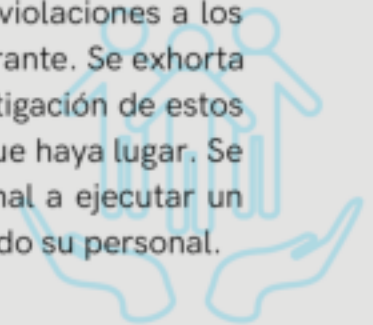 violaciones a los
rante. Se exhorta
tigación de estos
ue haya lugar. Se
nal a ejecutar un
do su personal.